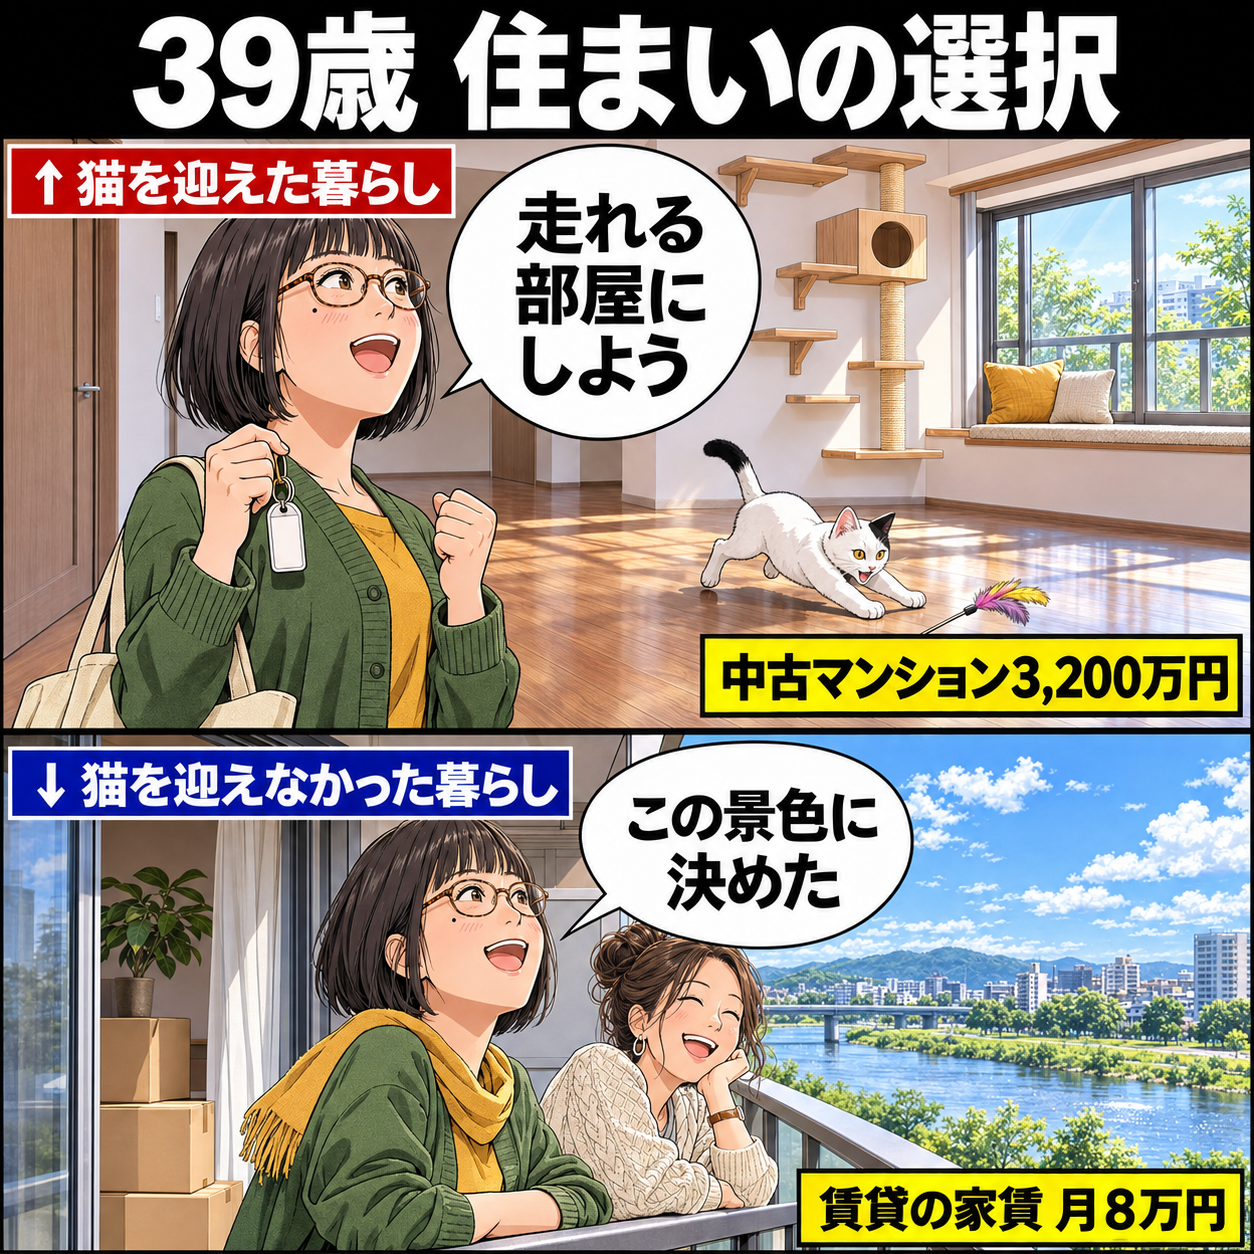 39歳 住まいの選択
↑ 猫を迎えた暮らし
走れる
部屋に
しよう
中古マンション3,200万円
↓ 猫を迎えなかった暮らし
この景色に
決めた
賃貸の家賃 月8万円